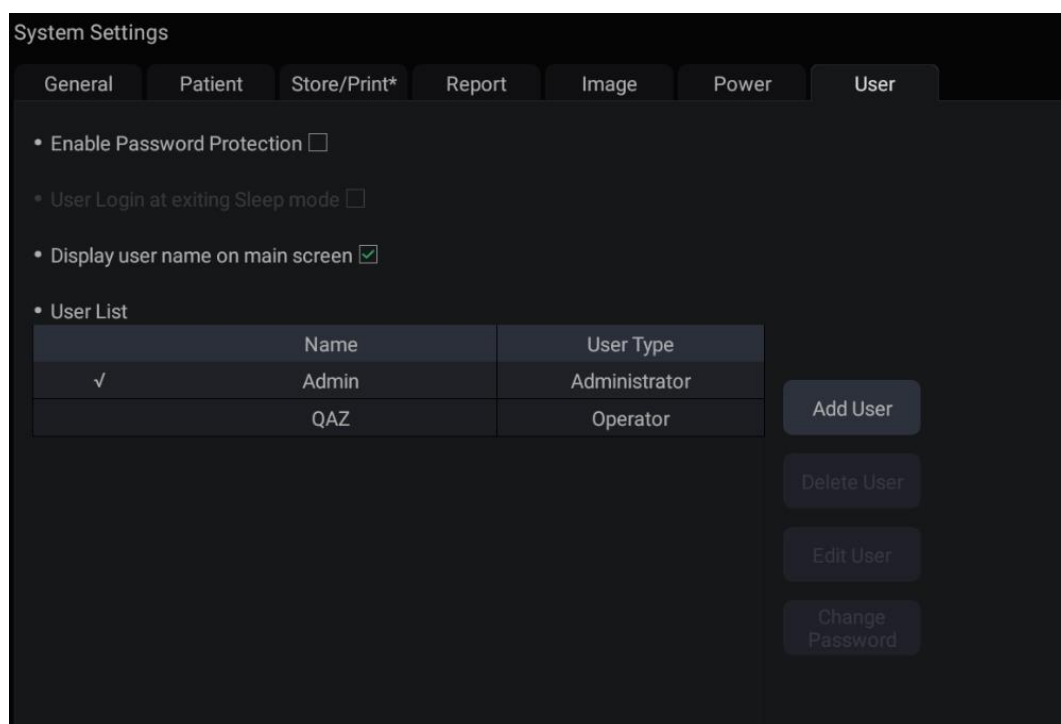 System Settings
General Patient Store/Print* Report Image Power User
• Enable Password Protection
• User Login at exiting Sleep mode
• Display user name on main screen
• User List
Name User Type
√ Admin Administrator
QAZ Operator
Add User
Delete User
Edit User
Change
Password